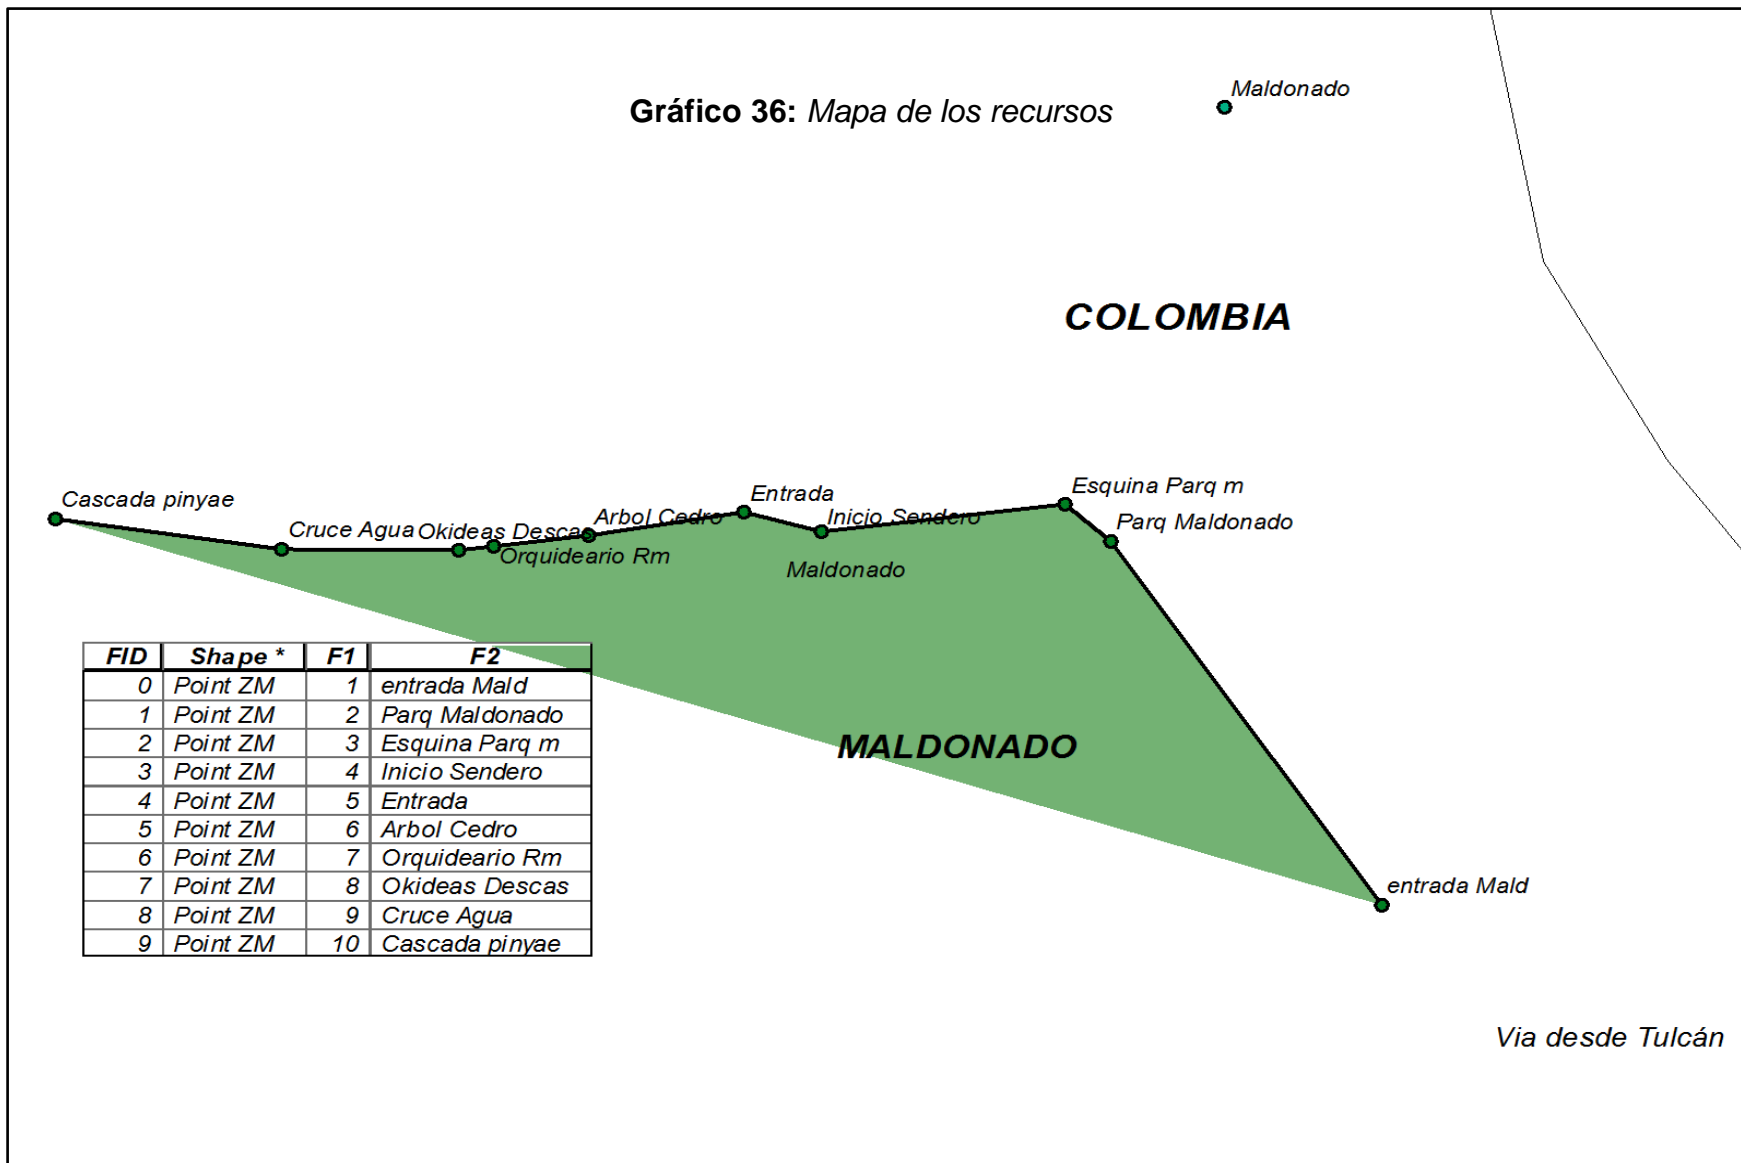 Maldonado
Gráfico 36: Mapa de los recursos
COLOMBIA
Cascada pinyae
Cruce Agua
Okideas Descas
Orquideario Rm
Arbol Cedro
Entrada
Inicio Sendero
Maldonado
Esquina Parq m
Parq Maldonado
FID Shape * F1 F2
0 Point ZM 1 entrada Mald
1 Point ZM 2 Parq Maldonado
2 Point ZM 3 Esquina Parq m
3 Point ZM 4 Inicio Sendero
4 Point ZM 5 Entrada
5 Point ZM 6 Arbol Cedro
6 Point ZM 7 Orquideario Rm
7 Point ZM 8 Okideas Descas
8 Point ZM 9 Cruce Agua
9 Point ZM 10 Cascada pinyae
MALDONADO
entrada Mald
Via desde Tulcán